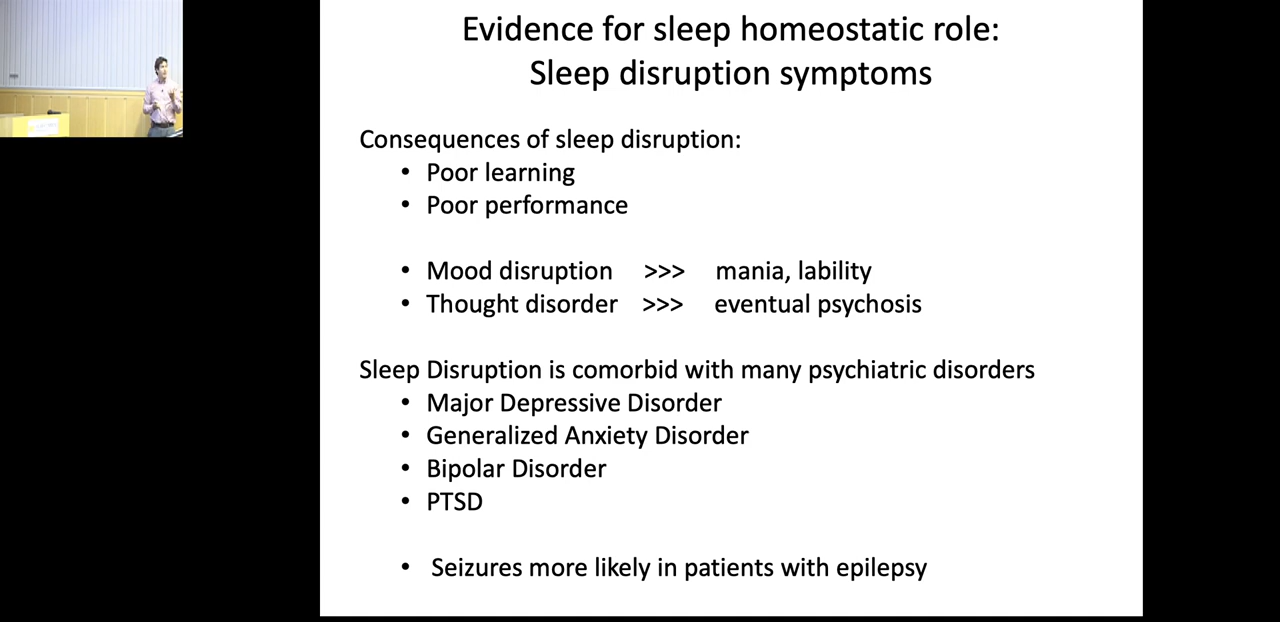 Evidence for sleep homeostatic role:
Sleep disruption symptoms
Consequences of sleep disruption:
• Poor learning
• Poor performance
• Mood disruption >>> mania, lability
• Thought disorder >>> eventual psychosis
Sleep Disruption is comorbid with many psychiatric disorders
• Major Depressive Disorder
• Generalized Anxiety Disorder
• Bipolar Disorder
• PTSD
• Seizures more likely in patients with epilepsy